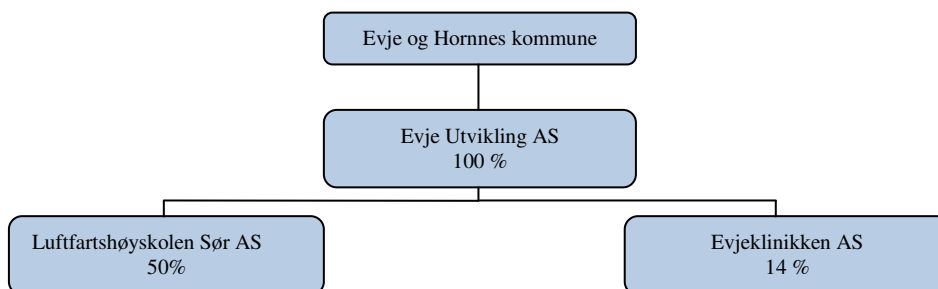 Evje og Hornnes kommune
Evje Utvikling AS
100 %
Luftfartshøyskolen Sør AS
50%
Evjeklinikken AS
14 %